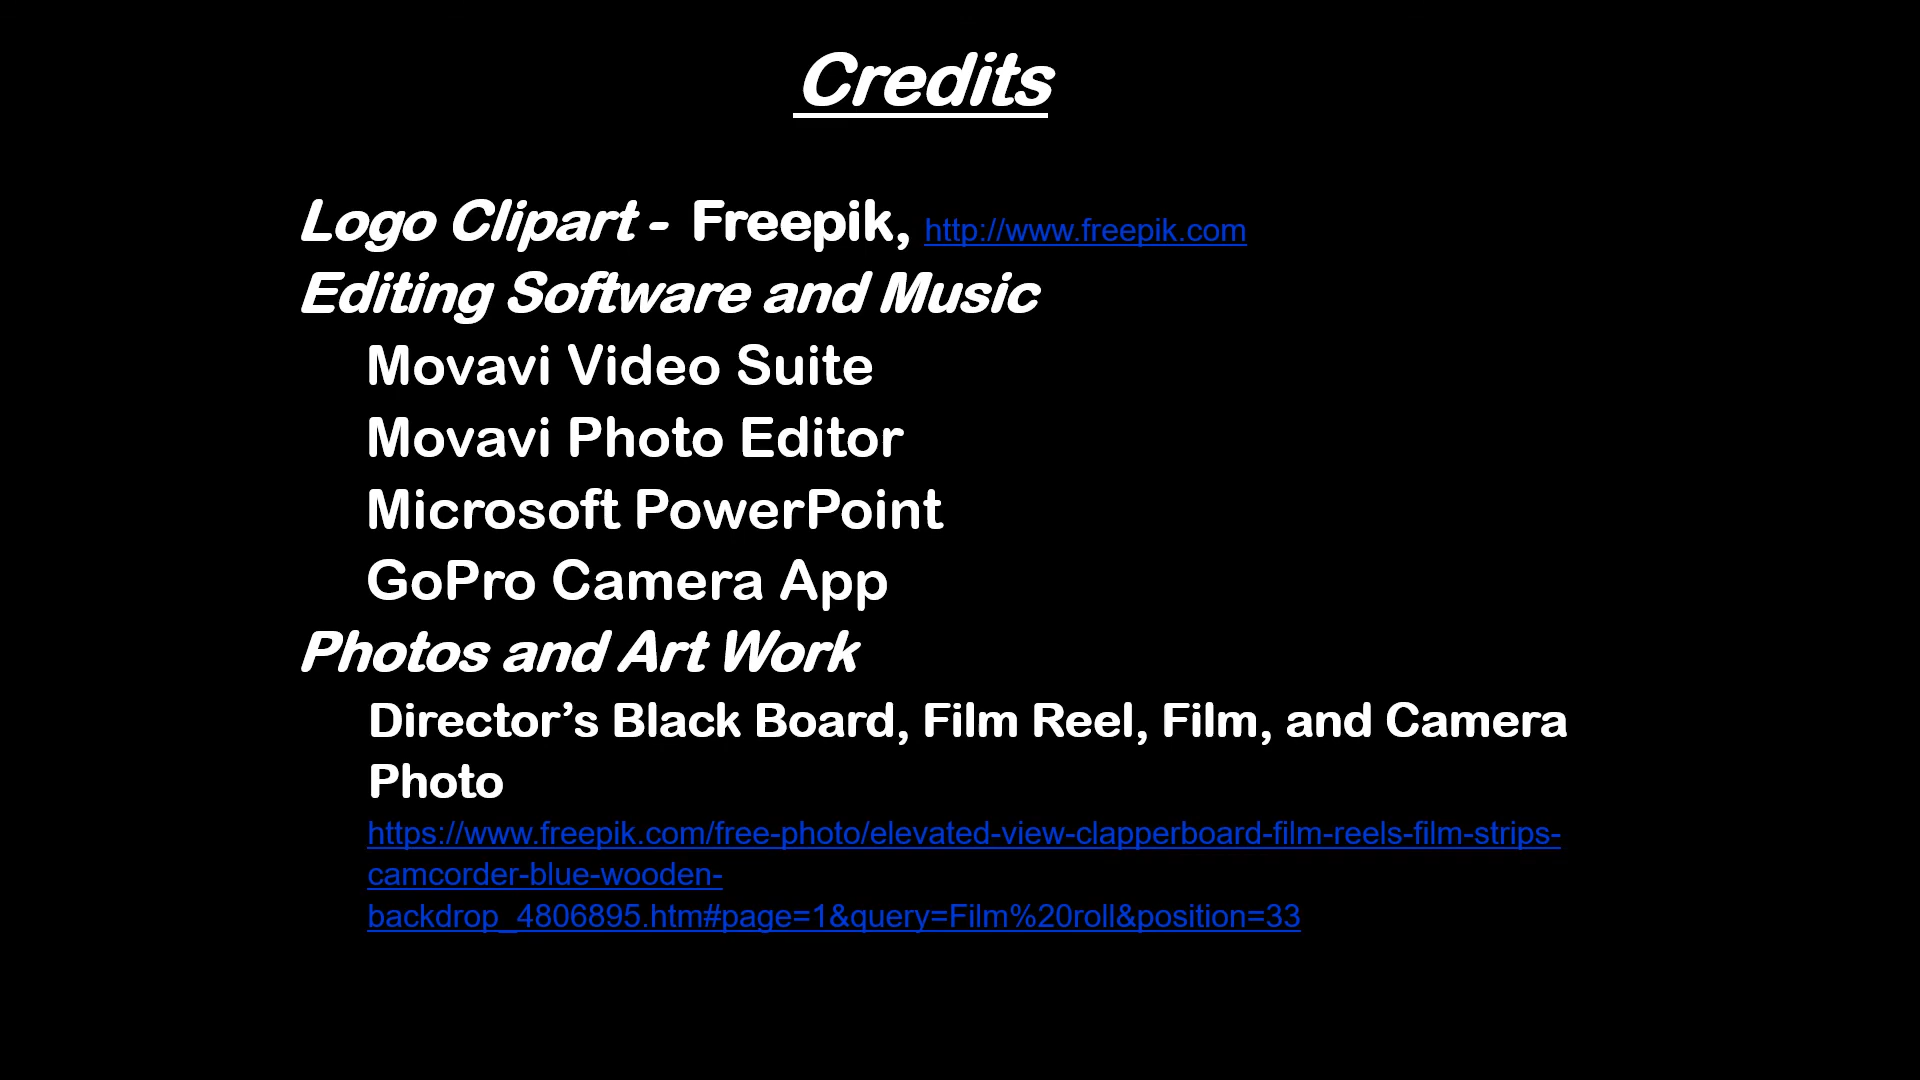 Credits
Logo Clipart - Freepik, http://www.freepik.com
Editing Software and Music
Movavi Video Suite
Movavi Photo Editor
Microsoft PowerPoint
GoPro Camera App
Photos and Art Work
Director’s Black Board, Film Reel, Film, and Camera
Photo
https://www.freepik.com/free-photo/elevated-view-clapperboard-film-reels-film-strips-
camcorder-blue-wooden-
backdrop_4806895.htm#page=1&query=Film%20roll&position=33